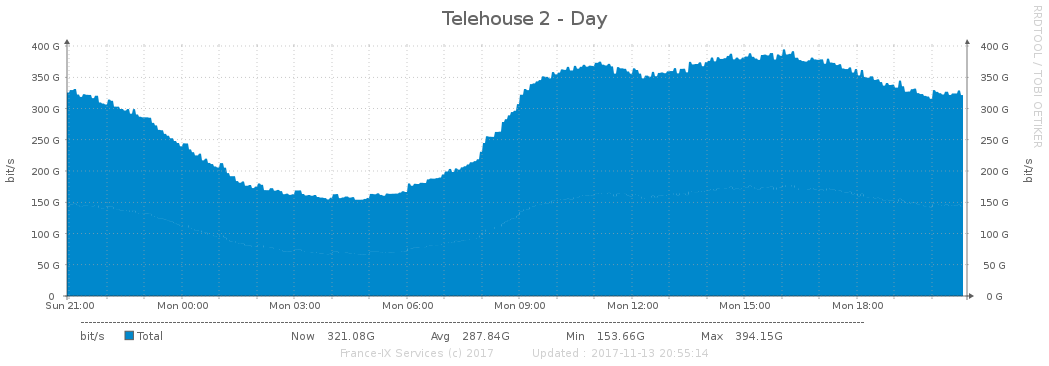 Telehouse 2 - Day
RRDTOOL / TOBI OETIKER
bit/s
400 G
350 G
300 G
250 G
200 G
150 G
100 G
50 G
0
400 G
350 G
300 G
250 G
200 G
150 G
100 G
50 G
0 G
bit/s
Sun 21:00 Mon 00:00 Mon 03:00 Mon 06:00 Mon 09:00 Mon 12:00 Mon 15:00 Mon 18:00
bit/s Total Now 321.08G Avg 287.84G Min 153.66G Max 394.15G
France-IX Services (c) 2017 Updated : 2017-11-13 20:55:14